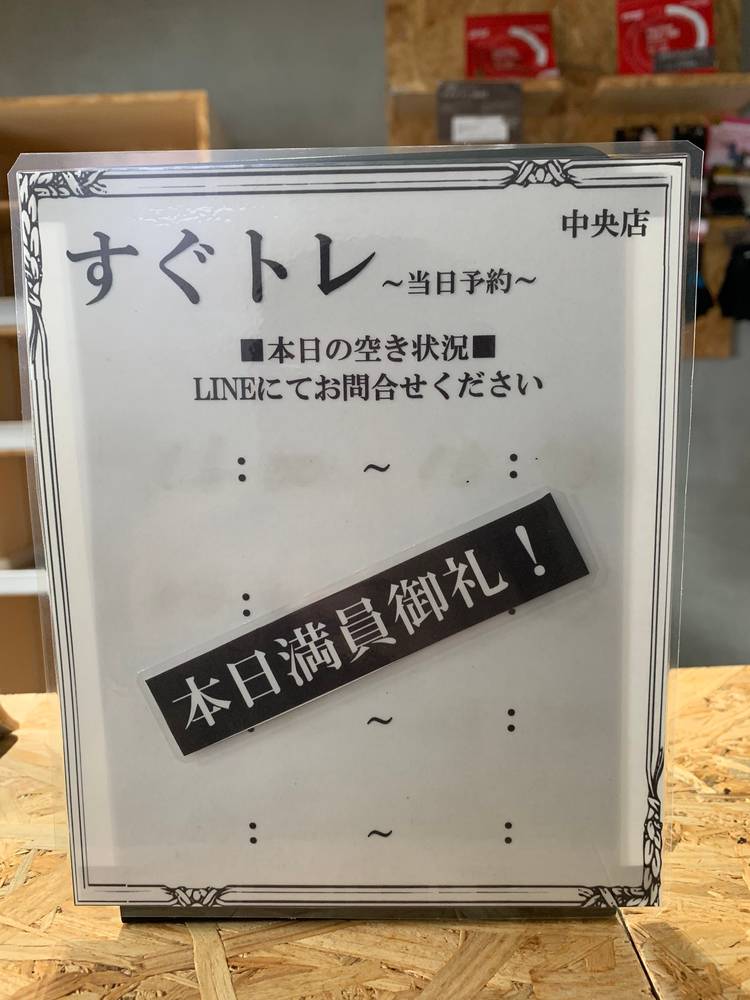 中央店
すぐトレ ～当日予約～
■本日の空き状況■
LINEにてお問合せください
: ～ :
本日満員御礼！
:
: ～ :
: ～ :